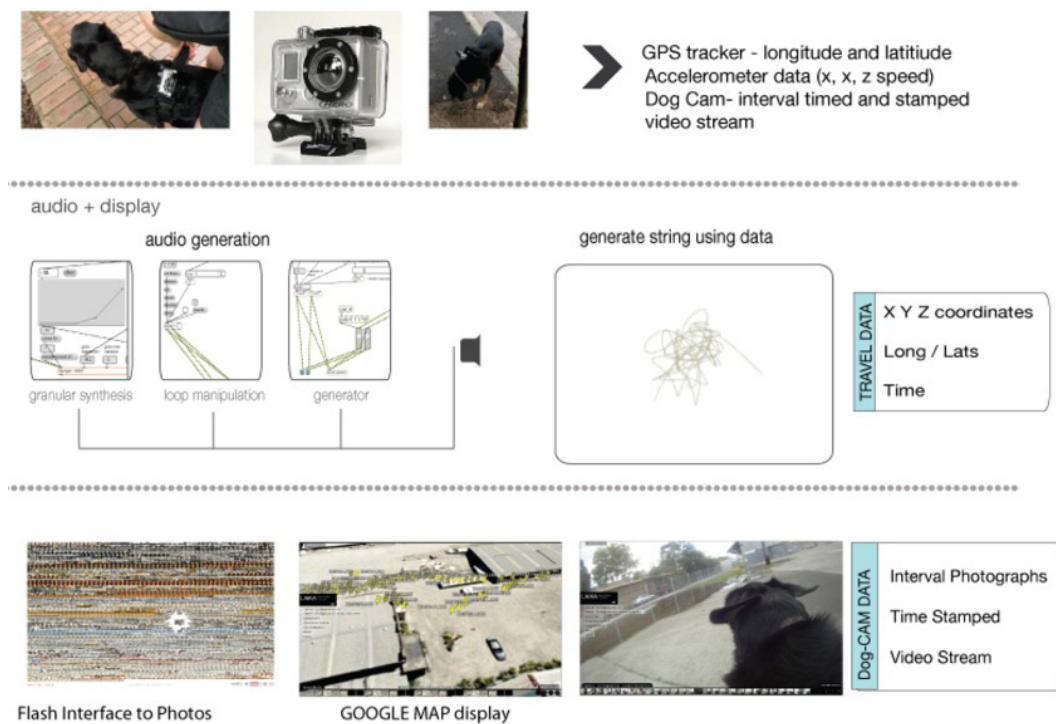 GPS tracker - longitude and latitiude
Accelerometer data (x, x, z speed)
Dog Cam- interval timed and stamped
video stream
audio + display
audio generation
generate string using data
granular synthesis
loop manipulation
generator
TRAVEL DATA
X Y Z coordinates
Long / Lats
Time
Dog-CAM DATA
Interval Photographs
Time Stamped
Video Stream
Flash Interface to Photos
GOOGLE MAP display